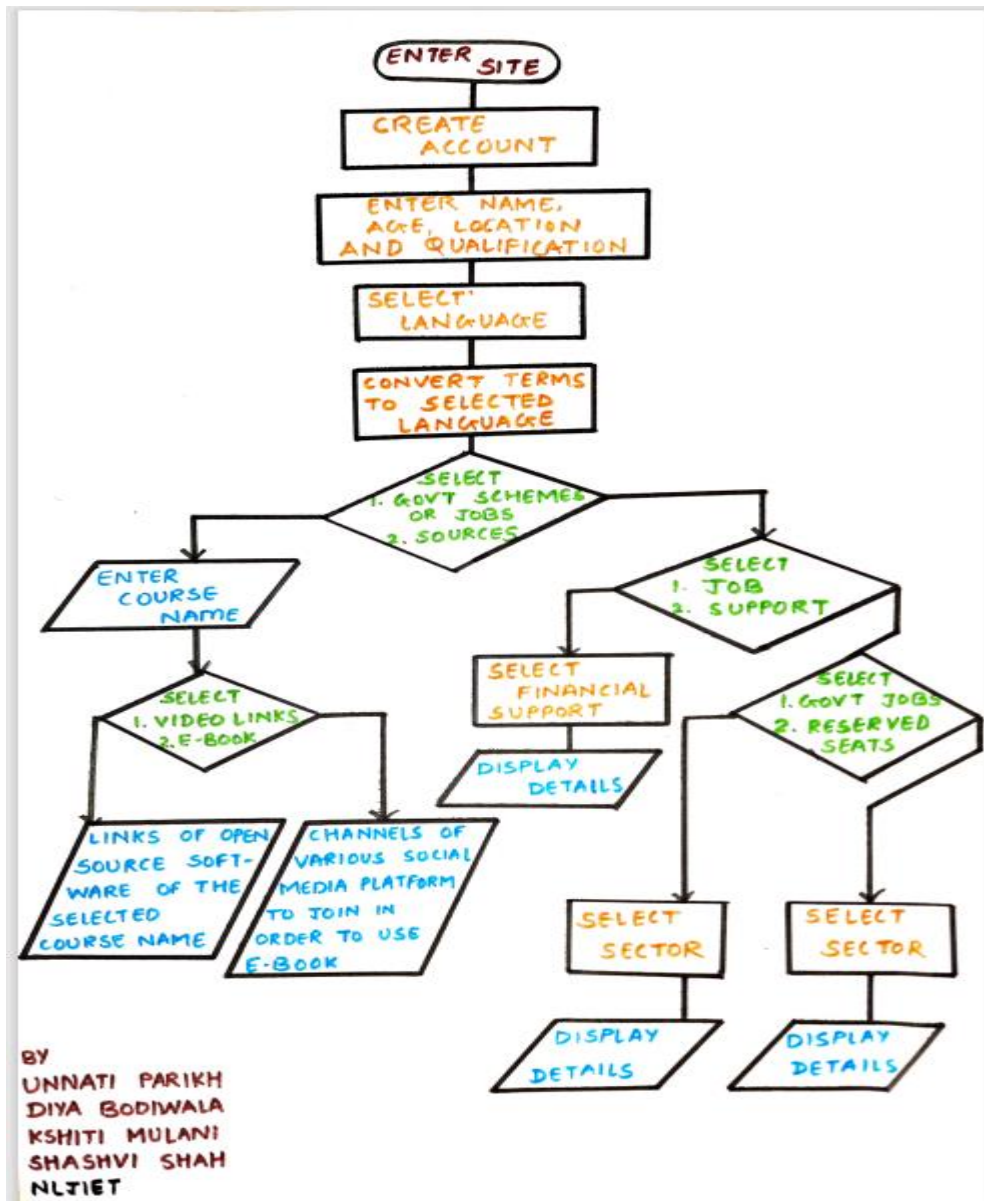 ENTER SITE
CREATE
ACCOUNT
ENTER NAME,
AGE, LOCATION
AND QUALIFICATION
SELECT
LANGUAGE
CONVERT TERMS
TO SELECTED
LANGUAGE
SELECT
1. GOVT SCHEMES
OR JOBS
2. SOURCES
ENTER
COURSE
NAME
SELECT
1. VIDEO LINKS
2. E-BOOK
LINKS OF OPEN
SOURCE SOFT-
WARE OF THE
SELECTED
COURSE NAME
CHANNELS OF
VARIOUS SOCIAL
MEDIA PLATFORM
TO JOIN IN
ORDER TO USE
E-BOOK
SELECT
1. JOB
2. SUPPORT
SELECT
FINANCIAL
SUPPORT
DISPLAY
DETAILS
SELECT
1. GOVT JOBS
2. RESERVED
SEATS
SELECT
SECTOR
DISPLAY
DETAILS
SELECT
SECTOR
DISPLAY
DETAILS
BY
UNNATI PARIKH
DIYA BODIWALA
KSHITI MULANI
SHASHVI SHAH
NLJIET